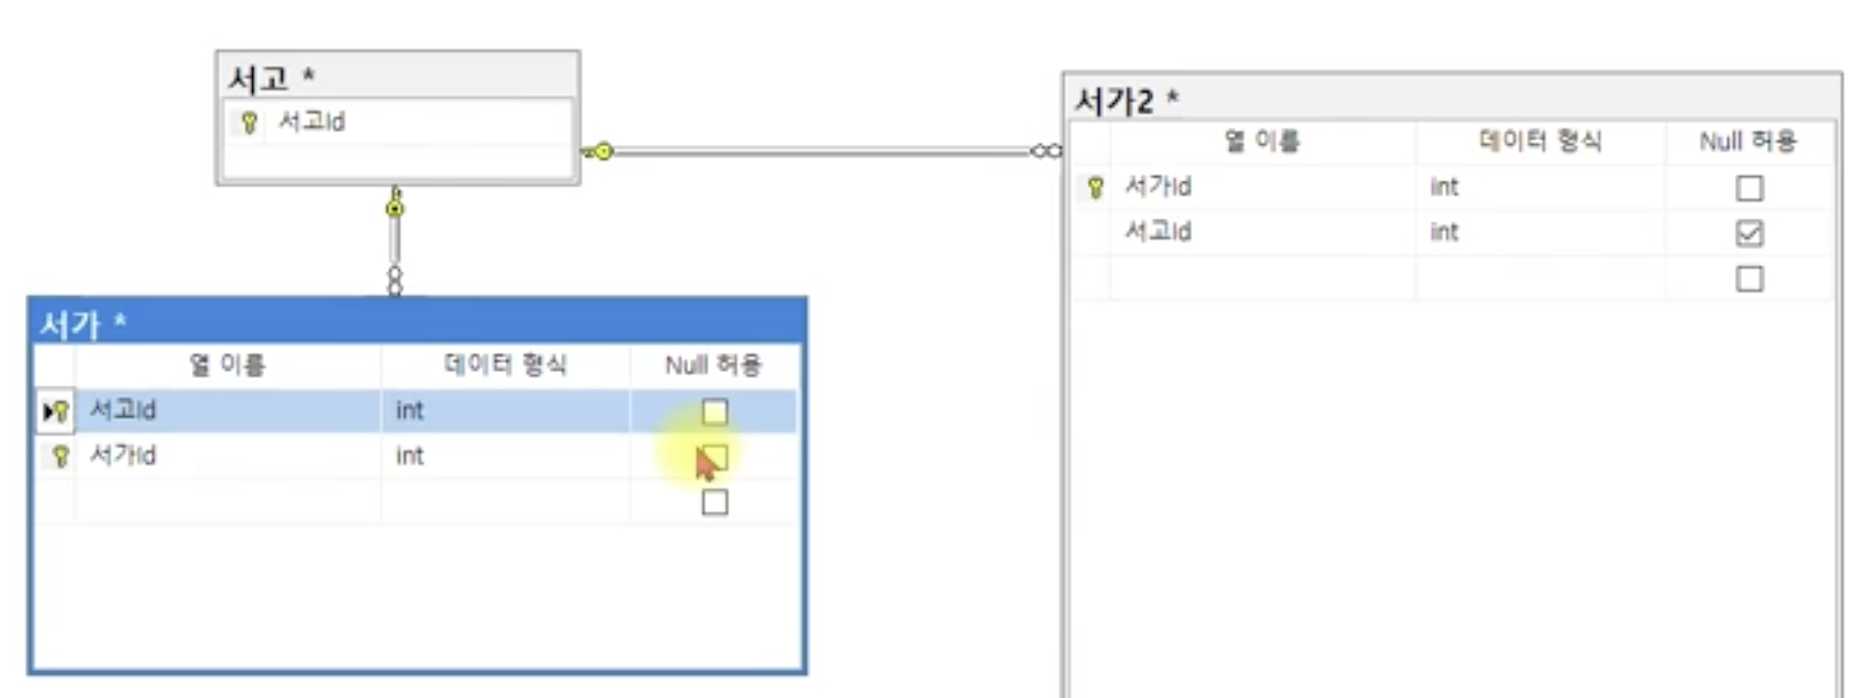 서고 *
서고Id
서가2 *
열 이름 데이터 형식 Null 허용
서가Id int
서고Id int
서가 *
열 이름 데이터 형식 Null 허용
서고Id int
서가Id int